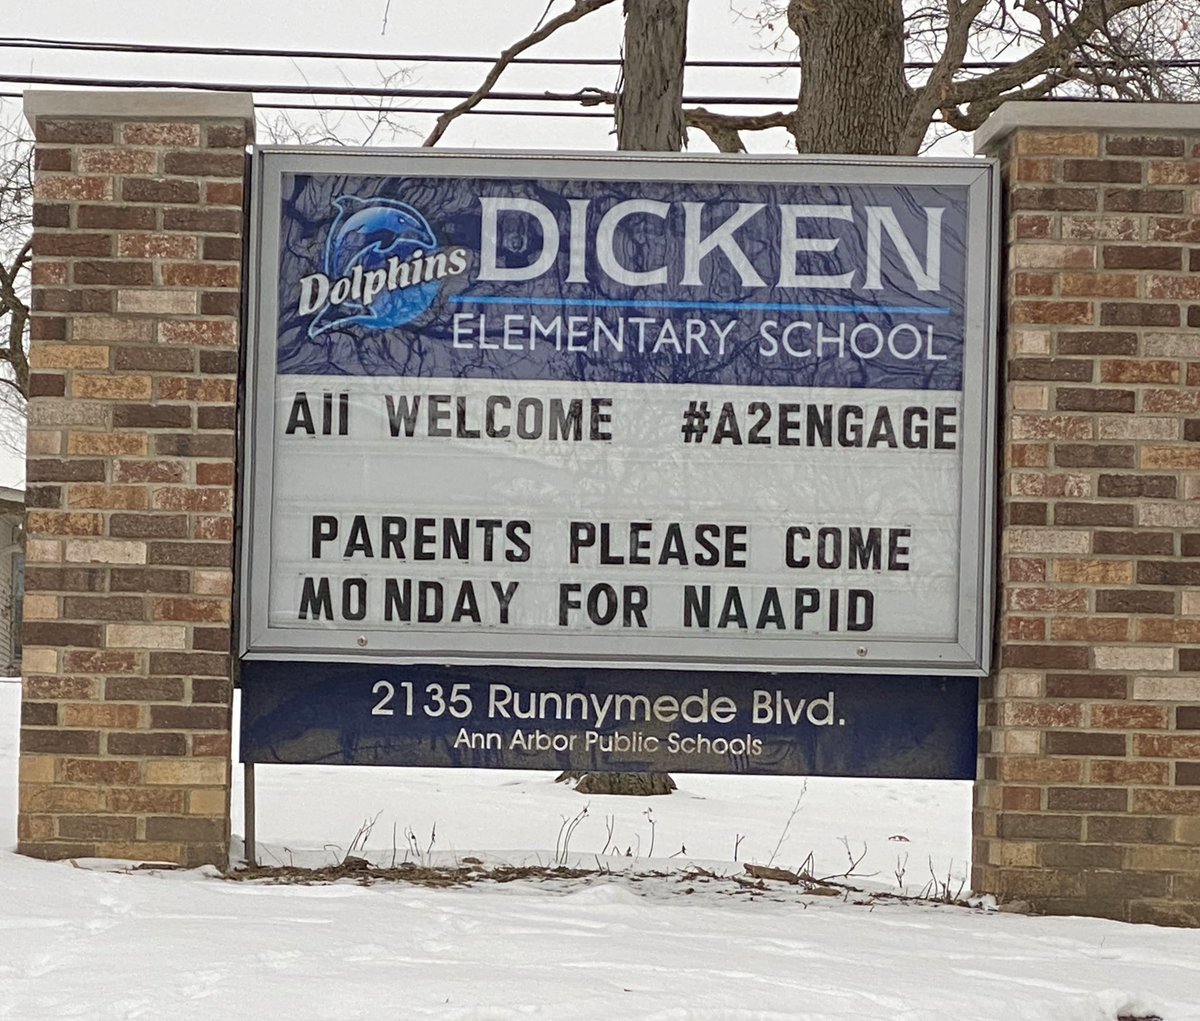 Dolphins
DICKEN
ELEMENTARY SCHOOL
All WELCOME #A2ENGAGE
PARENTS PLEASE COME
MONDAY FOR NAAPID
2135 Runnymede Blvd.
Ann Arbor Public Schools